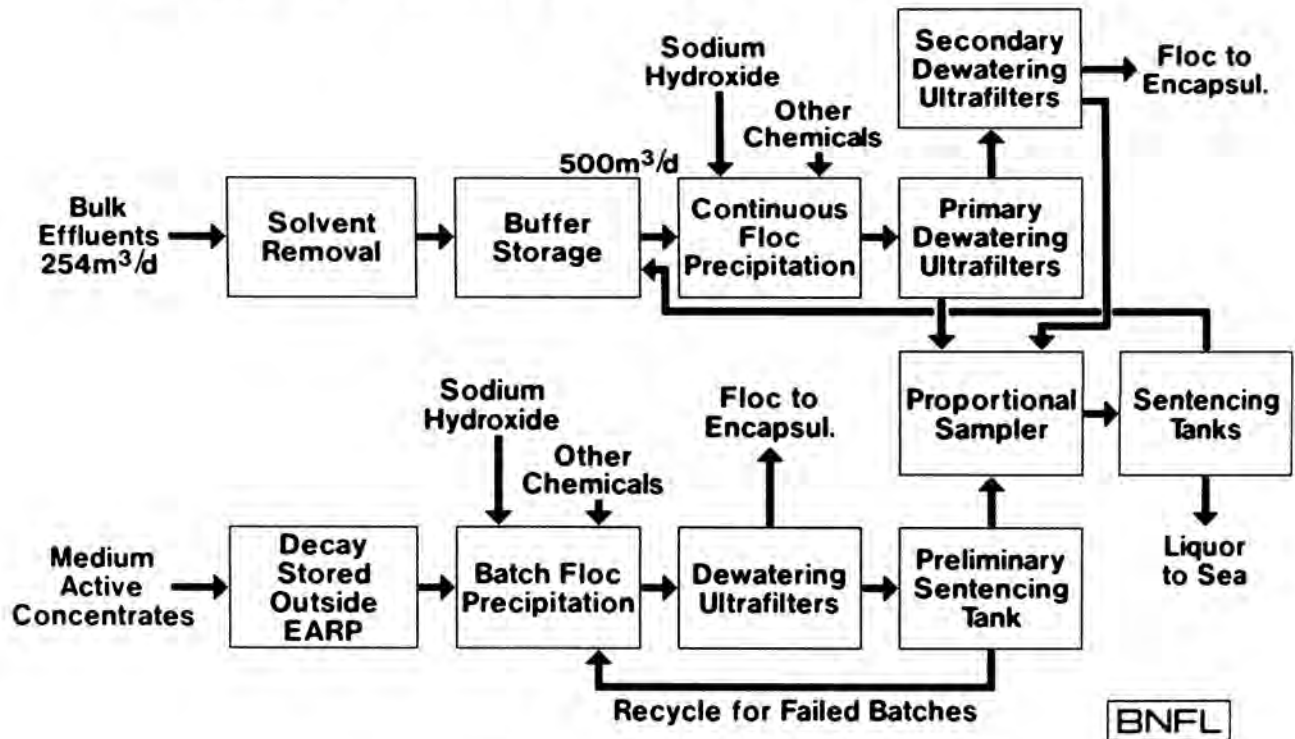 Sodium
Hydroxide
Other
Chemicals
500m³/d
Secondary
Dewatering
Ultrafilters
Floc to
Encapsul.
Bulk
Effluents
254m³/d
Solvent
Removal
Buffer
Storage
Continuous
Floc
Precipitation
Primary
Dewatering
Ultrafilters
Proportional
Sampler
Sentencing
Tanks
Sodium
Hydroxide
Other
Chemicals
Floc to
Encapsul.
Medium
Active
Concentrates
Decay
Stored
Outside
EARP
Batch Floc
Precipitation
Dewatering
Ultrafilters
Preliminary
Sentencing
Tank
Liquor
to Sea
Recycle for Failed Batches
BNFL